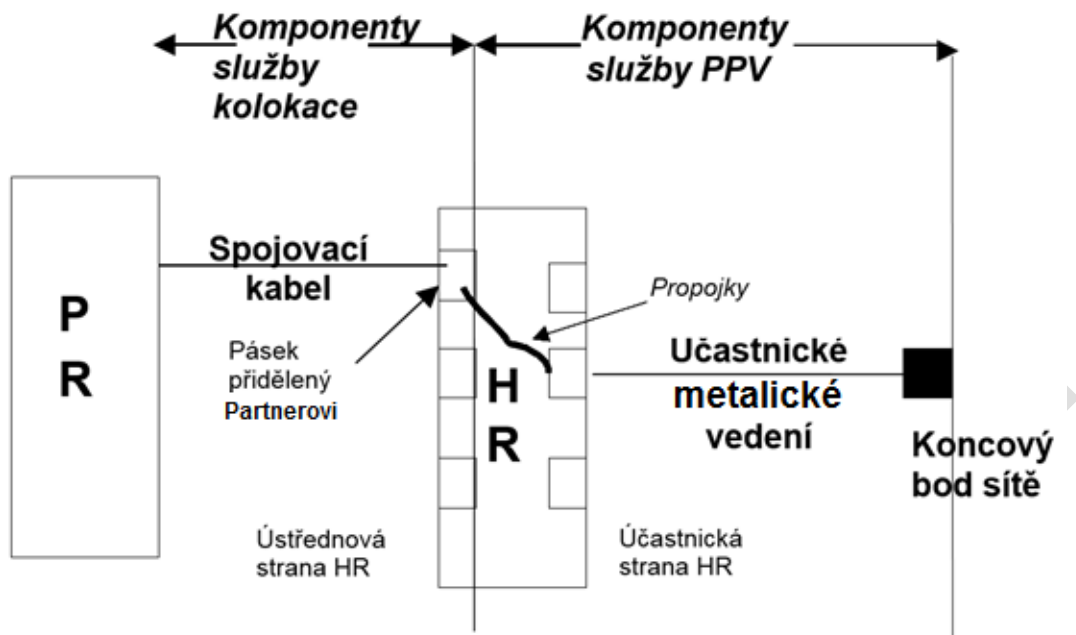 Komponenty
služby
kolokace
Komponenty
služby PPV
P
R
Spojovací
kabel
Pásek
přidělený
Partnerovi
H
R
Propojky
Učastnické
metalické
vedení
Koncový
bod sítě
Ústřednová
strana HR
Účastnická
strana HR